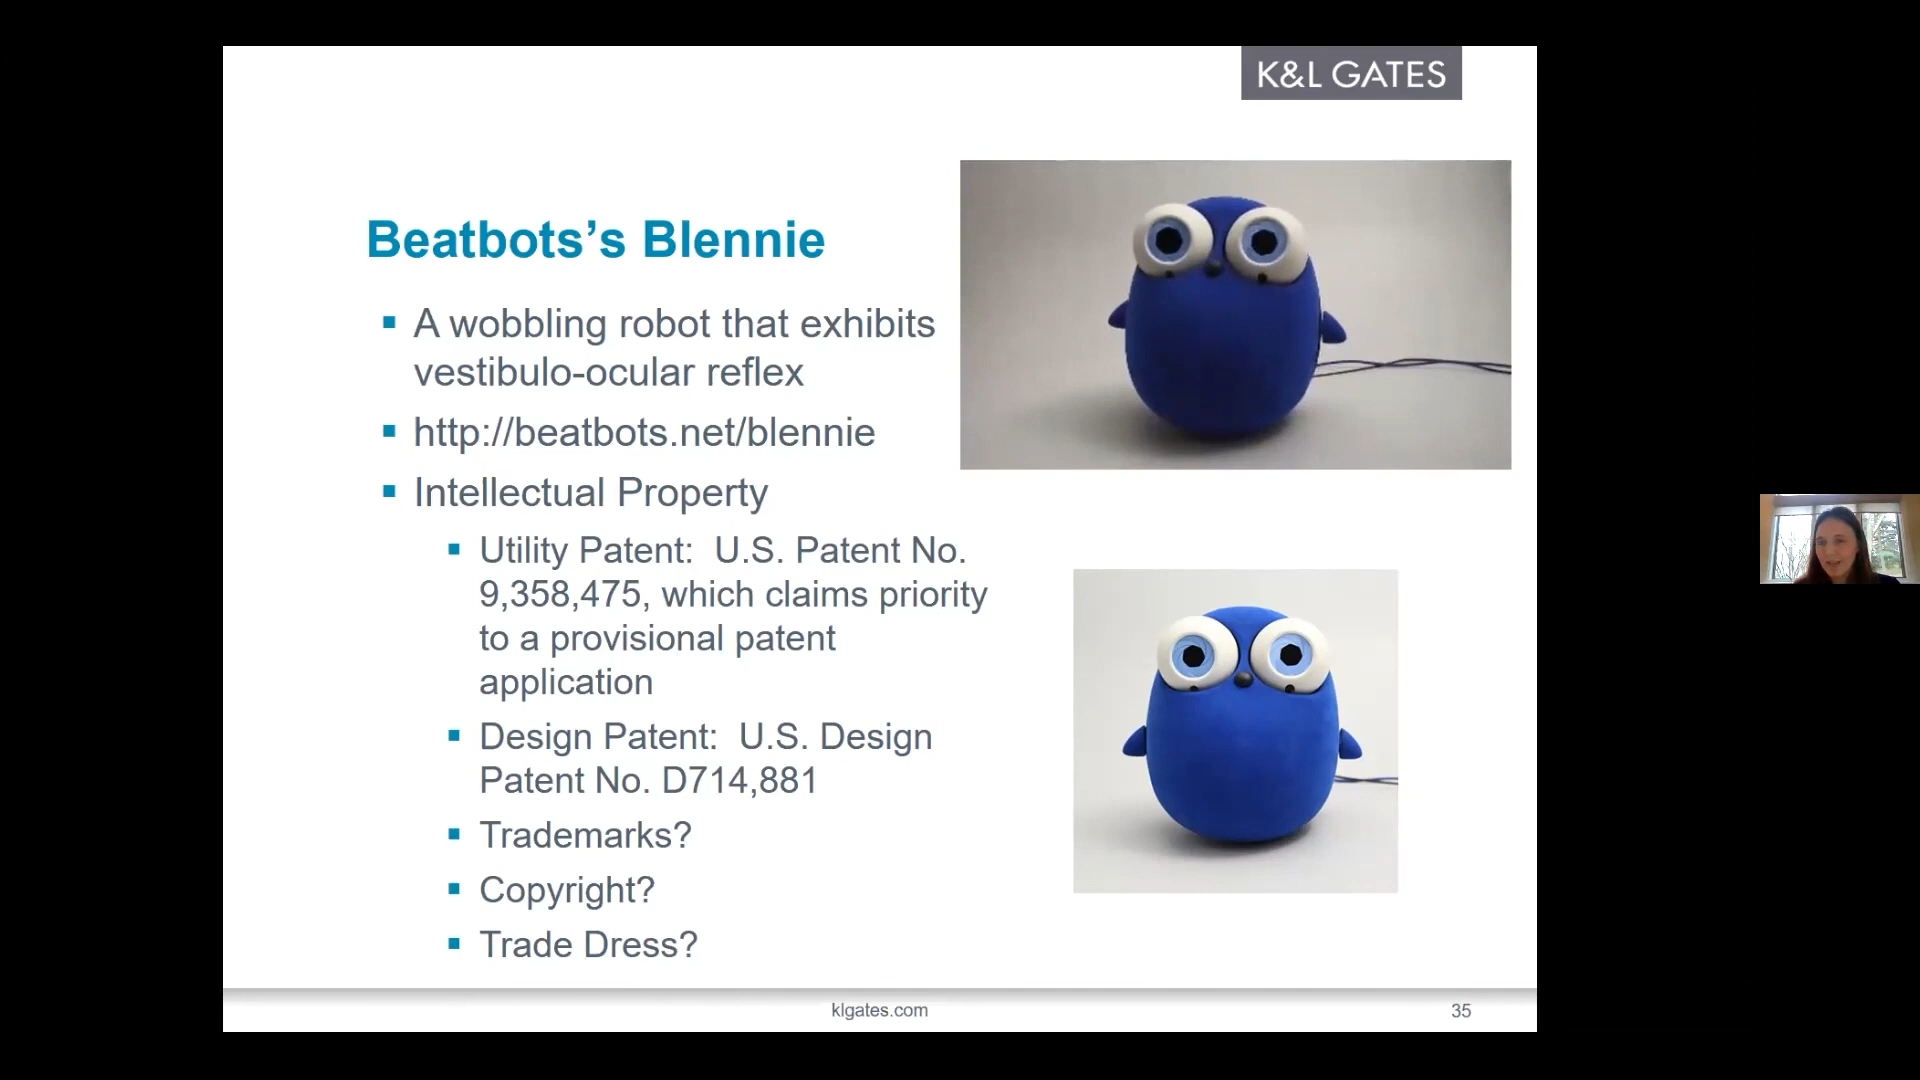 K&L GATES
Beatbots’s Blennie
A wobbling robot that exhibits
vestibulo-ocular reflex
http://beatbots.net/blennie
Intellectual Property
Utility Patent: U.S. Patent No.
9,358,475, which claims priority
to a provisional patent
application
Design Patent: U.S. Design
Patent No. D714,881
Trademarks?
Copyright?
Trade Dress?
klgates.com
35